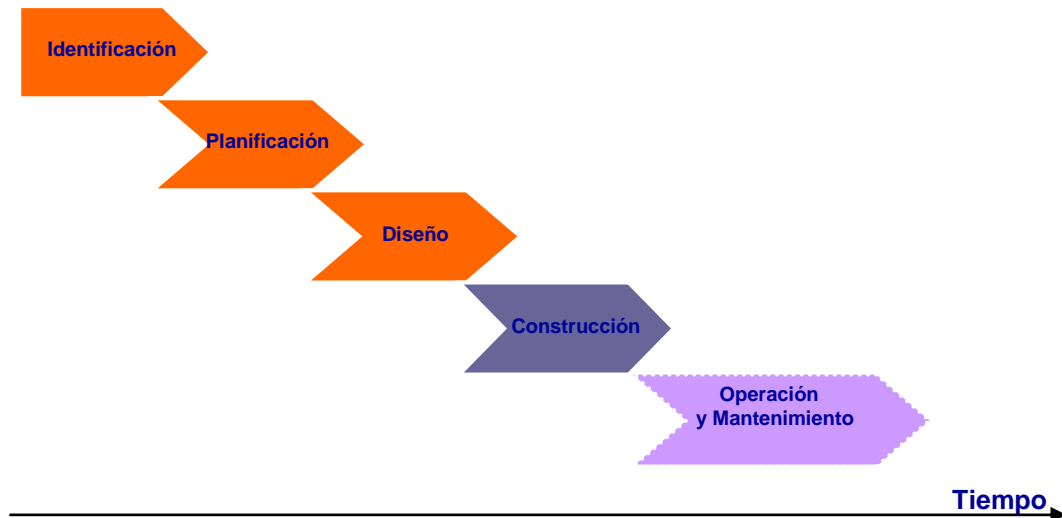 Identificación
Planificación
Diseño
Construcción
Operación
y Mantenimiento
Tiempo